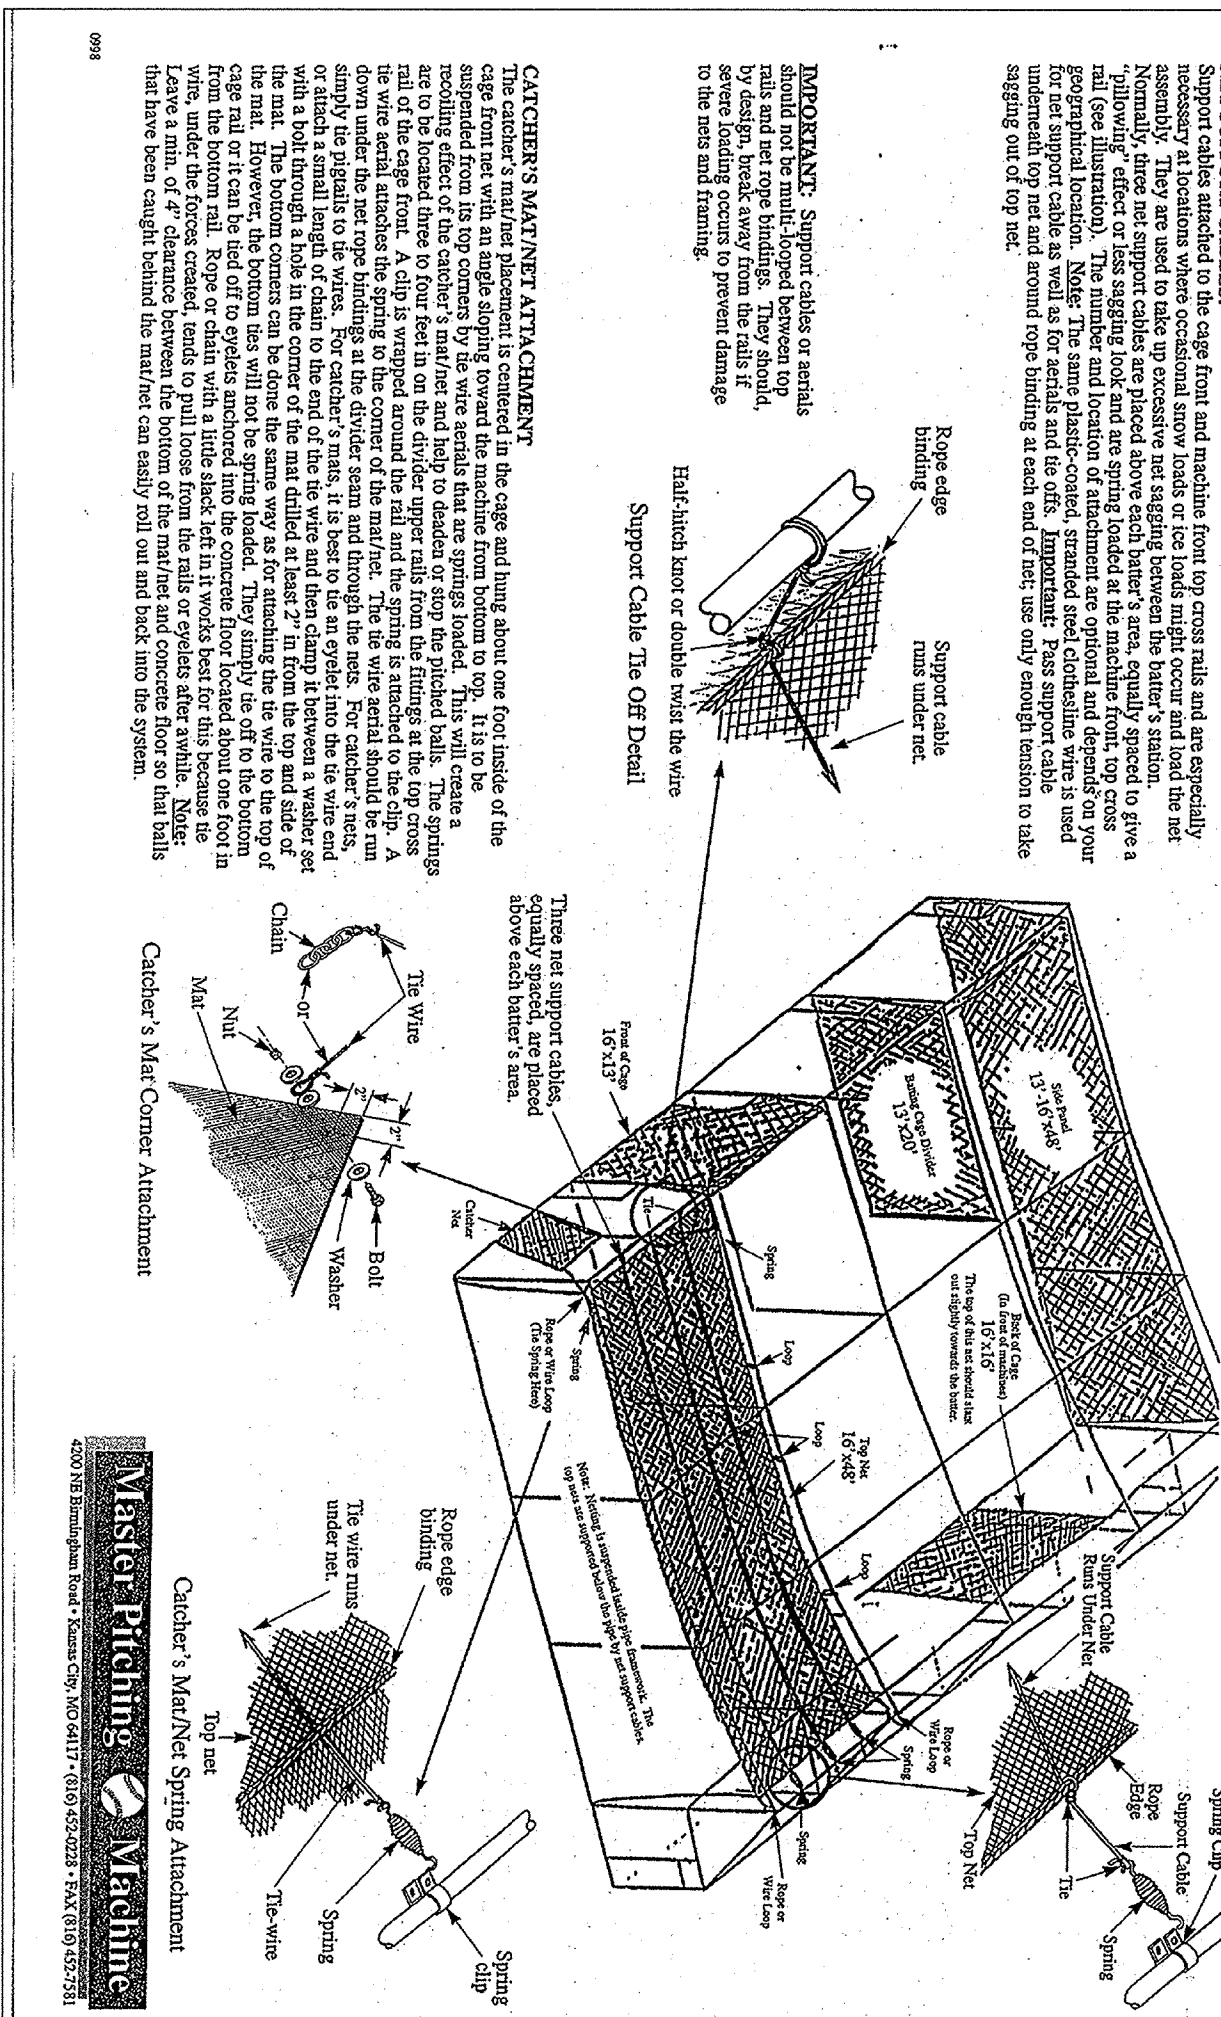 Support cables attached to the cage front and machine front top cross rails and are especially
necessary at locations where occasional snow loads or ice loads might occur and load the net
assembly. They are used to take up excessive net sagging between the batter's station.
Normally, three net support cables are placed above each batter's area, equally spaced to give a
"pillowing" effect or less sagging look and are spring loaded at the machine front, top cross
rail (see illustration). The number and location of attachment are optional and depends on your
geographical location. Note: The same plastic-coated, stranded steel clothesline wire is used
for net support cable as well as for aerials and tie offs. Important: Pass support cable
underneath top net and around rope binding at each end of net; use only enough tension to take
sagging out of top net.
IMPORTANT: Support cables or aerials
should not be multi-looped between top
rails and net rope bindings. They should,
by design, break away from the rails if
severe loading occurs to prevent damage
to the nets and framing.
Rope edge
binding
Support cable
runs under net.
Half-hitch knot or double twist the wire
Support Cable Tie Off Detail
CATCHER'S MAT/NET ATTACHMENT
The catcher's mat/net placement is centered in the cage and hung about one foot inside of the
cage front net with an angle sloping toward the machine from bottom to top. It is to be
suspended from its top corners by tie wire aerials that are springs loaded. This will create a
recoiling effect of the catcher's mat/net and help to deaden or stop the pitched balls. The springs
are to be located three to four feet in on the divider upper rails from the fittings at the top cross
rail of the cage front. A clip is wrapped around the rail and the spring is attached to the clip. A
tie wire aerial attaches the spring to the corner of the mat/net. The tie wire aerial should be run
down under the net rope bindings at the divider seam and through the nets. For catcher's nets,
simply tie pigtails to tie wires. For catcher's mats, it is best to tie an eyelet into the tie wire end
or attach a small length of chain to the end of the tie wire and then clamp it between a washer set
with a bolt through a hole in the corner of the mat drilled at least 2" in from the top and side of
the mat. The bottom corners can be done the same way as for attaching the tie wire to the top of
the mat. However, the bottom ties will not be spring loaded. They simply tie off to the bottom
cage rail or it can be tied off to eyelets anchored into the concrete floor located about one foot in
from the bottom rail. Rope or chain with a little slack left in it works best for this because tie
wire, under the forces created, tends to pull loose from the rails or eyelets after awhile. Note:
Leave a min. of 4' clearance between the bottom of the mat/net and concrete floor so that balls
that have been caught behind the mat/net can easily roll out and back into the system.
0998
Side Panel
13'-16'x48'
Batting Cage Divider
13'x20'
Back of Cage
(In front of machines)
16'x16'
The top of this net should slant
out slightly towards the batter.
Front of Cage
16'x13'
Three net support cables,
equally spaced, are placed
above each batter's area.
Tie
Spring
Loop
Loop
Top Net
16'x48'
Loop
Catcher
Net
Spring
Rope or Wire Loop
(Tie Spring Here)
Note: Netting is suspended inside pipe framework. The
top nets are supported below the pipe by net support cables.
Rope or
Wire Loop
Spring
Spring
Rope or
Wire Loop
Support Cable
Runs Under Net
Rope
Edge
Support Cable
Spring Clip
Top Net
Tie
Spring
Tie Wire
Chain
or
Nut
Mat
2"
2"
Bolt
Washer
Catcher's Mat Corner Attachment
Rope edge
binding
Tie wire runs
under net.
Top net
Tie-wire
Spring
Spring
clip
Catcher's Mat/Net Spring Attachment
Master Pitching Machine
4200 NE Birmingham Road • Kansas City, MO 64117 • (816) 452-0228 • FAX (816) 452-7581